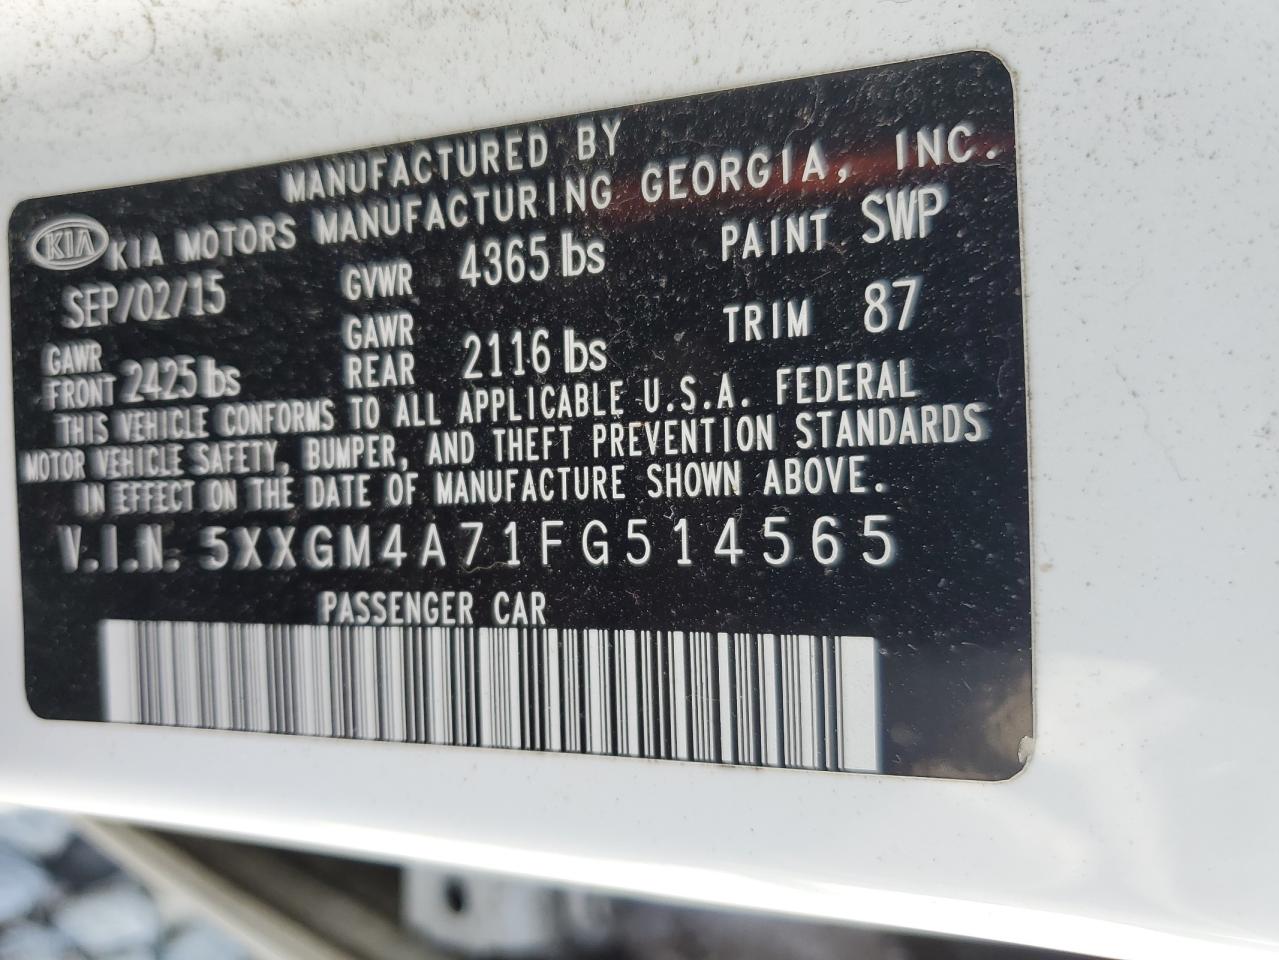 MANUFACTURED BY
KIA KIA MOTORS MANUFACTURING GEORGIA, INC.
SEP/02/15 GVWR 4365 lbs PAINT SWP
GAWR FRONT 2425 lbs GAWR REAR 2116 lbs TRIM 87
THIS VEHICLE CONFORMS TO ALL APPLICABLE U.S.A. FEDERAL
MOTOR VEHICLE SAFETY, BUMPER, AND THEFT PREVENTION STANDARDS
IN EFFECT ON THE DATE OF MANUFACTURE SHOWN ABOVE.
V.I.N. 5XXGM4A71FG514565
PASSENGER CAR